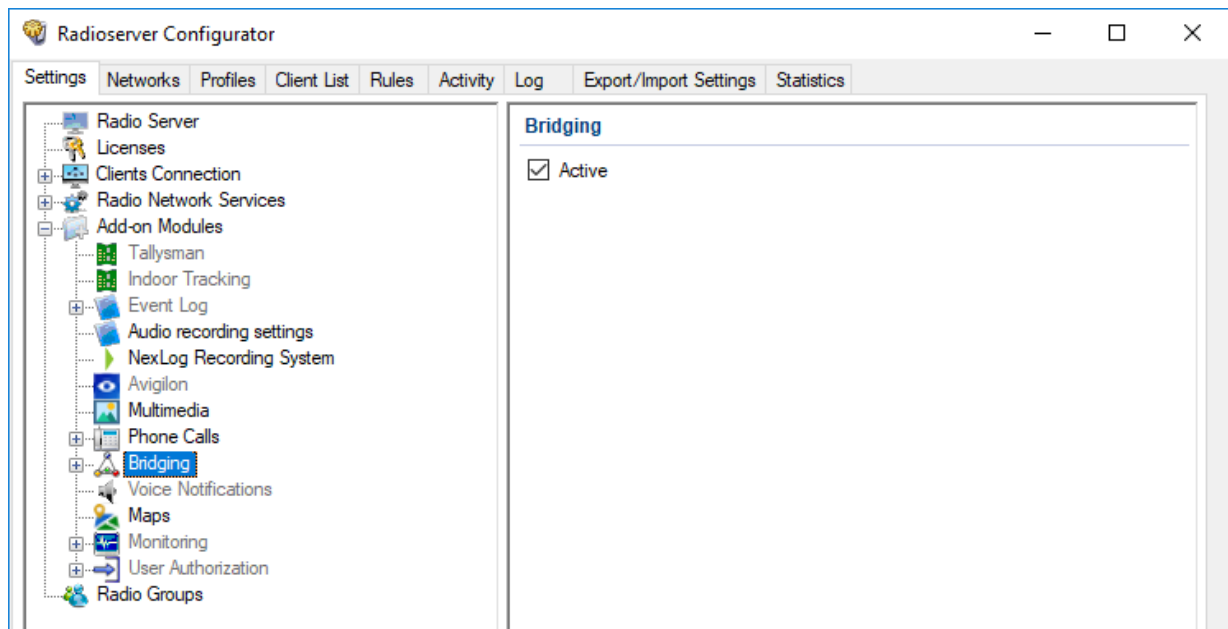 Radioserver Configurator
Settings Networks Profiles Client List Rules Activity Log Export/Import Settings Statistics
Radio Server
Licenses
Clients Connection
Radio Network Services
Add-on Modules
Tallysman
Indoor Tracking
Event Log
Audio recording settings
NexLog Recording System
Avigilon
Multimedia
Phone Calls
Bridging
Voice Notifications
Maps
Monitoring
User Authorization
Radio Groups
Bridging
Active